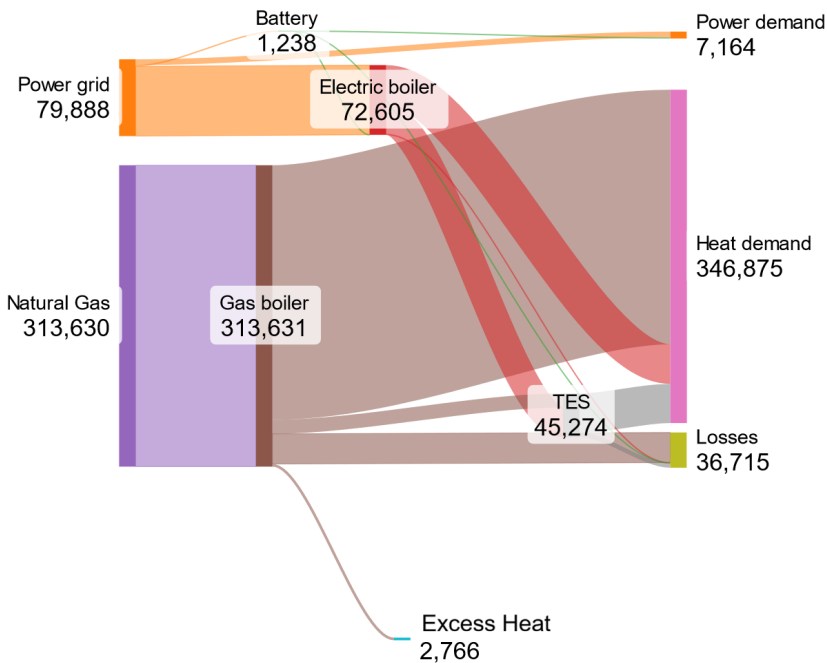 Battery
1,238
Power demand
7,164
Power grid
79,888
Electric boiler
72,605
Heat demand
346,875
Natural Gas
313,630
Gas boiler
313,631
TES
45,274
Losses
36,715
Excess Heat
2,766